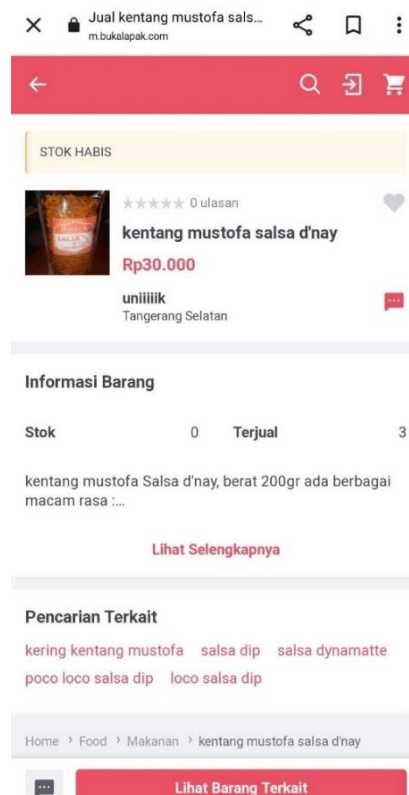 Jual kentang mustofa sals...
m.bukalapak.com
STOK HABIS
0 ulasan
kentang mustofa salsa d'nay
Rp30.000
uniiiiik
Tangerang Selatan
Informasi Barang
Stok 0 Terjual 3
kentang mustofa Salsa d'nay, berat 200gr ada berbagai
macam rasa :...
Lihat Selengkapnya
Pencarian Terkait
kering kentang mustofa salsa dip salsa dynamatte
poco loco salsa dip loco salsa dip
Home > Food > Makanan > kentang mustofa salsa d'nay
Lihat Barang Terkait